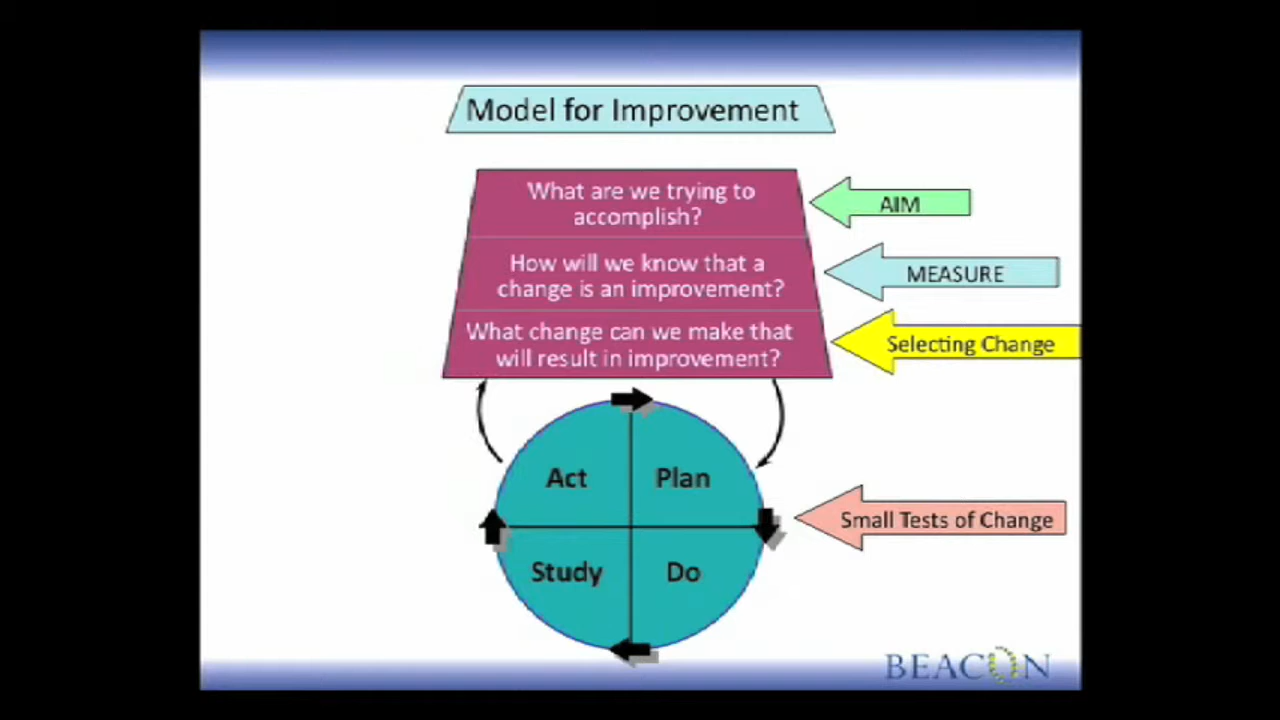 Model for Improvement
What are we trying to
accomplish?
AIM
How will we know that a
change is an improvement?
MEASURE
What change can we make that
will result in improvement?
Selecting Change
Act
Plan
Small Tests of Change
Study
Do
BEACON